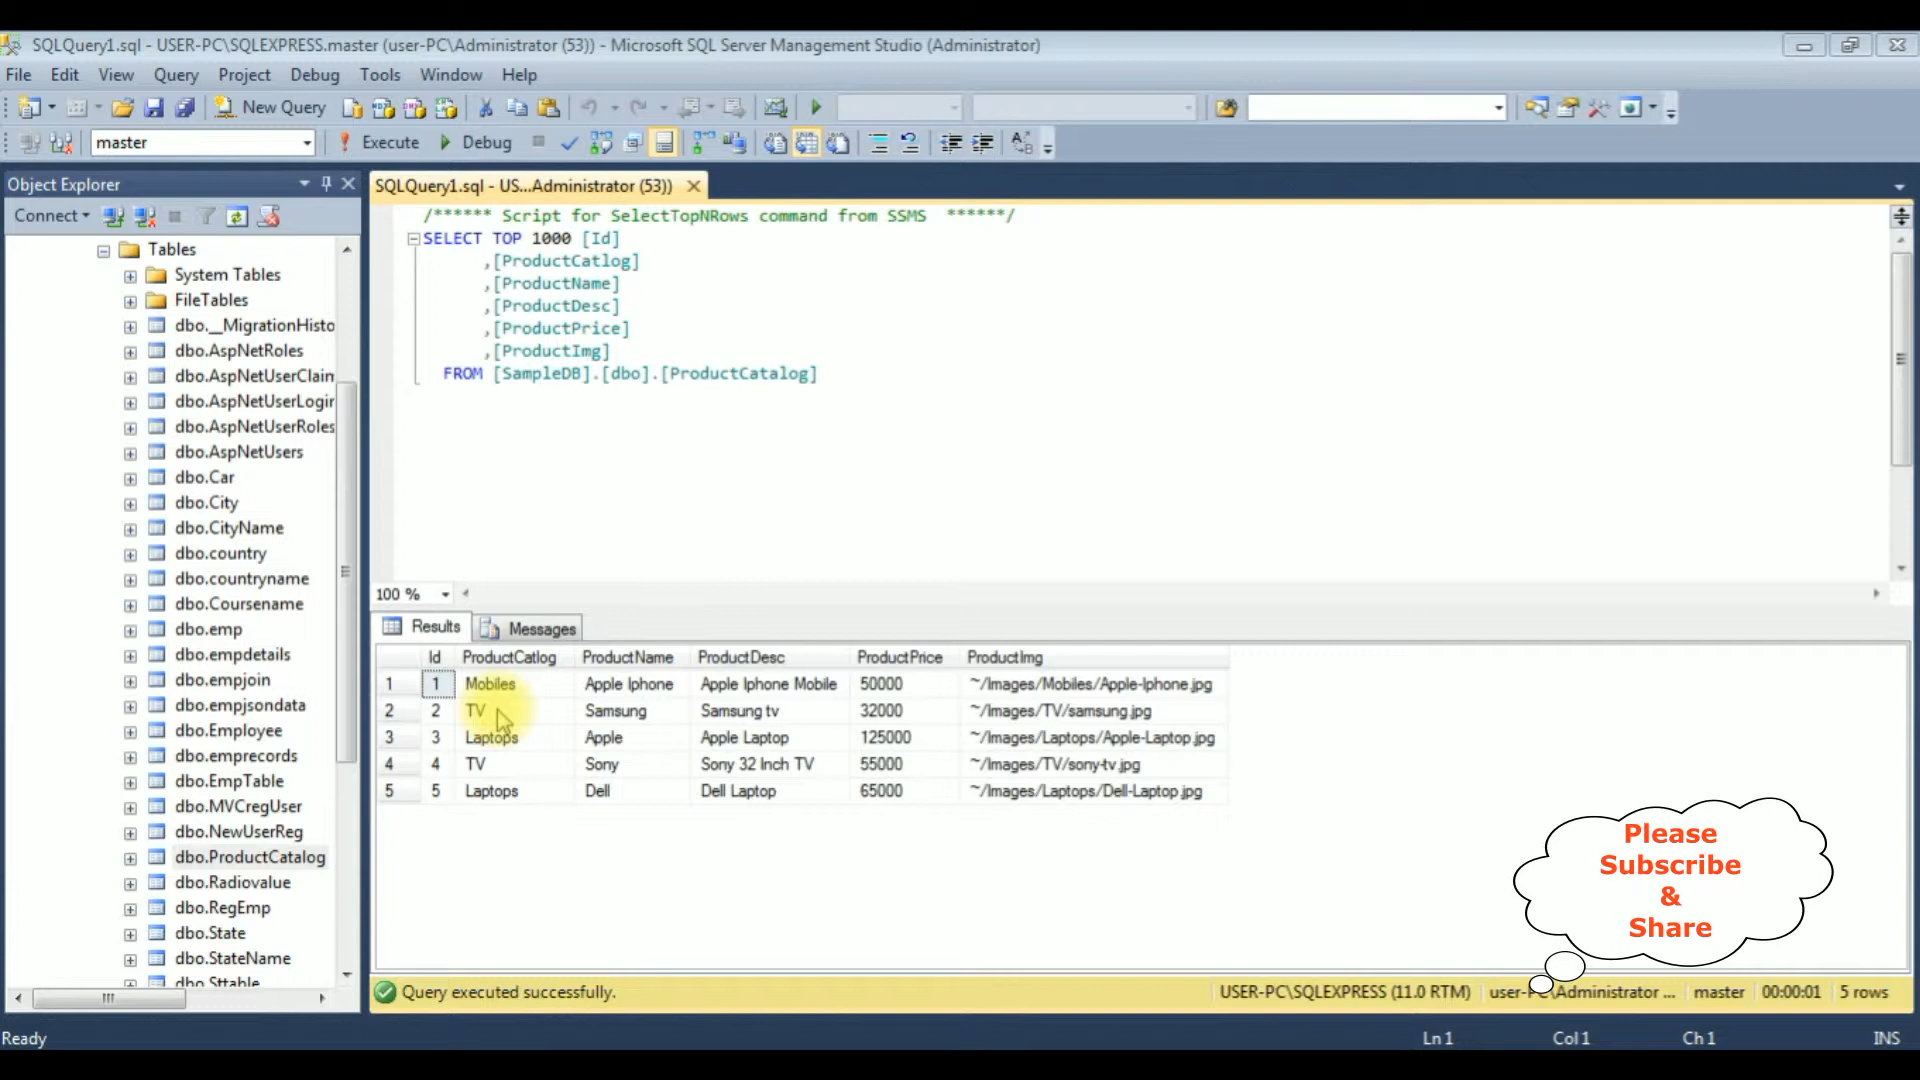 SQLQuery1.sql - USER-PC\SQLEXPRESS.master (user-PC\Administrator (53)) - Microsoft SQL Server Management Studio (Administrator)
File Edit View Query Project Debug Tools Window Help
New Query
master Execute Debug
Object Explorer
SQLQuery1.sql - US...Administrator (53))
Connect
Tables
System Tables
FileTables
dbo.__MigrationHisto
dbo.AspNetRoles
dbo.AspNetUserClaim
dbo.AspNetUserLogin
dbo.AspNetUserRoles
dbo.AspNetUsers
dbo.Car
dbo.City
dbo.CityName
dbo.country
dbo.countryname
dbo.Coursename
dbo.emp
dbo.empdetails
dbo.empjoin
dbo.empjsondata
dbo.Employee
dbo.emprecords
dbo.EmpTable
dbo.MVCregUser
dbo.NewUserReg
dbo.ProductCatalog
dbo.Radiovalue
dbo.RegEmp
dbo.State
dbo.StateName
dbo.Sttable
/****** Script for SelectTopNRows command from SSMS ******/
SELECT TOP 1000 [Id]
,[ProductCatlog]
,[ProductName]
,[ProductDesc]
,[ProductPrice]
,[ProductImg]
FROM [SampleDB].[dbo].[ProductCatalog]
100 %
Results Messages
Id ProductCatlog ProductName ProductDesc ProductPrice ProductImg
1 1 Mobiles Apple Iphone Apple Iphone Mobile 50000 ~/Images/Mobiles/Apple-Iphone.jpg
2 2 TV Samsung Samsung tv 32000 ~/Images/TV/samsung.jpg
3 3 Laptops Apple Apple Laptop 125000 ~/Images/Laptops/Apple-Laptop.jpg
4 4 TV Sony Sony 32 Inch TV 55000 ~/Images/TV/sony-tv.jpg
5 5 Laptops Dell Dell Laptop 65000 ~/Images/Laptops/Dell-Laptop.jpg
Please
Subscribe
&
Share
Query executed successfully. USER-PC\SQLEXPRESS (11.0 RTM) user-PC\Administrator ... master 00:00:01 5 rows
Ready Ln 1 Col 1 Ch 1 INS